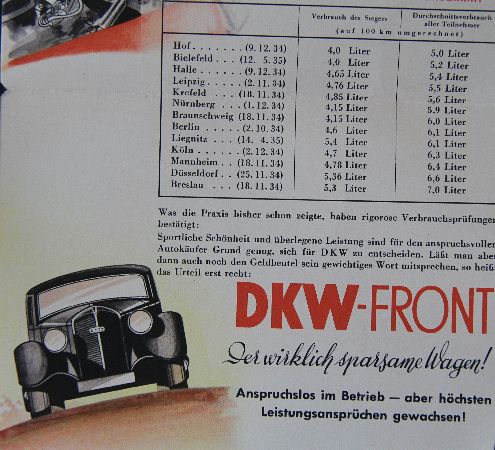 Verbrauch des Siegers Durchschnittsverbrauch
aller Teilnehmer
(auf 100 km umgerechnet)
Hof . . . . . . . (9. 12. 34) 4,0 Liter 5,0 Liter
Bielefeld . . . . (12. 5. 35) 4,0 Liter 5,2 Liter
Halle . . . . . . (9. 12. 34) 4,65 Liter 5,4 Liter
Leipzig . . . . . (2. 11. 34) 4,76 Liter 5,5 Liter
Krefeld . . . . (18. 11. 34) 4,85 Liter 5,6 Liter
Nürnberg . . . . (1. 12. 34) 4,15 Liter 5,9 Liter
Braunschweig (18. 11. 34) 4,15 Liter 6,0 Liter
Berlin . . . . . (2. 10. 34) 4,6 Liter 6,1 Liter
Liegnitz . . . . (14. 4. 35) 5,4 Liter 6,1 Liter
Köln . . . . . . (2. 12. 34) 4,7 Liter 6,3 Liter
Mannheim . . (18. 11. 34) 4,78 Liter 6,4 Liter
Düsseldorf . . (25. 11. 34) 5,36 Liter 6,6 Liter
Breslau . . . . (18. 11. 34) 5,3 Liter 7,0 Liter
Was die Praxis bisher schon zeigte, haben rigorose Verbrauchsprüfungen
bestätigt:
Sportliche Schönheit und überlegene Leistung sind für den anspruchsvollen
Autokäufer Grund genug, sich für DKW zu entscheiden. Läßt man aber
dann auch noch den Geldbeutel sein gewichtiges Wort mitsprechen, so heißt
das Urteil erst recht:
DKW-FRONT
Der wirklich sparsame Wagen!
Anspruchslos im Betrieb — aber höchsten
Leistungsansprüchen gewachsen!